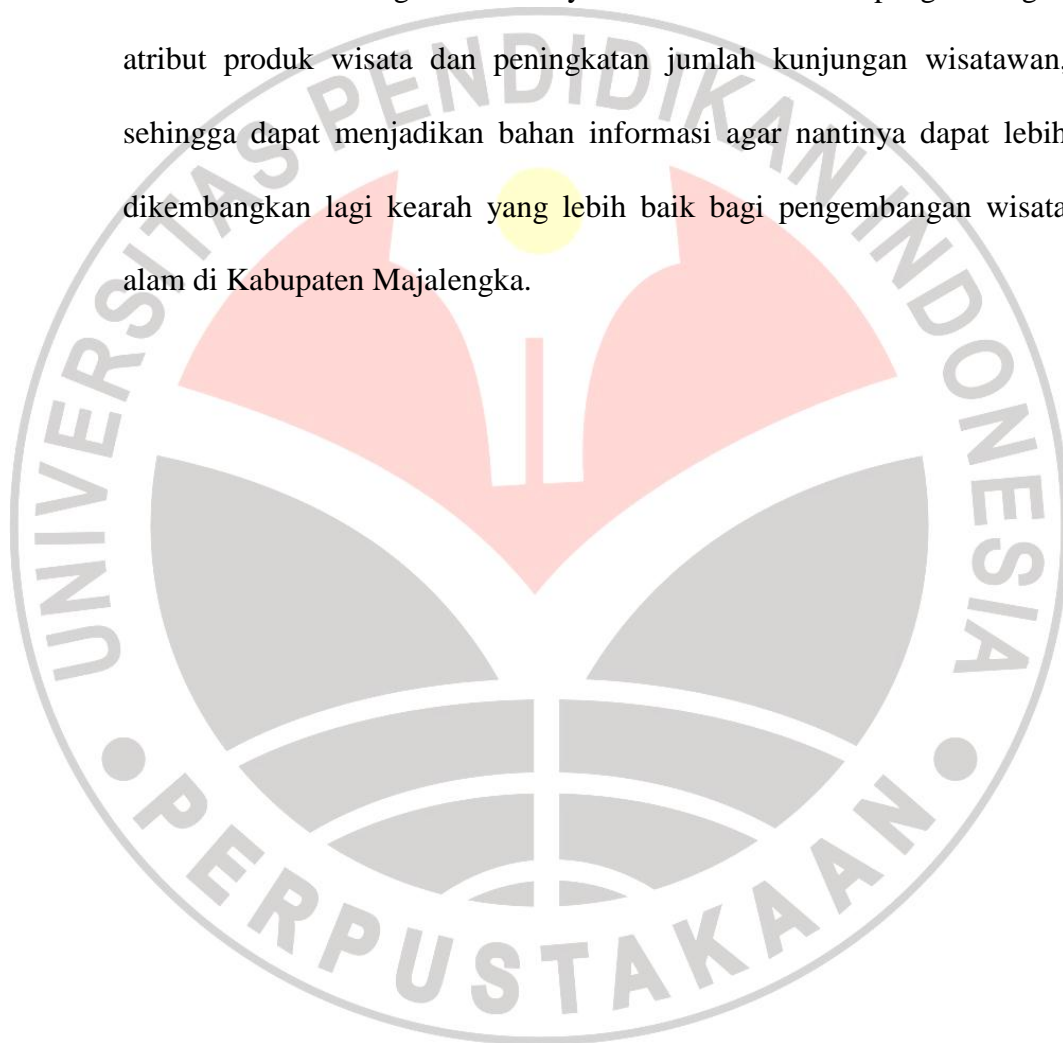 atribut produk wisata dan peningkatan jumlah kunjungan wisatawan,
sehingga dapat menjadikan bahan informasi agar nantinya dapat lebih
dikembangkan lagi kearah yang lebih baik bagi pengembangan wisata
alam di Kabupaten Majalengka.
UNIVERSITAS PENDIDIKAN INDONESIA
PERPUSTAKAAN